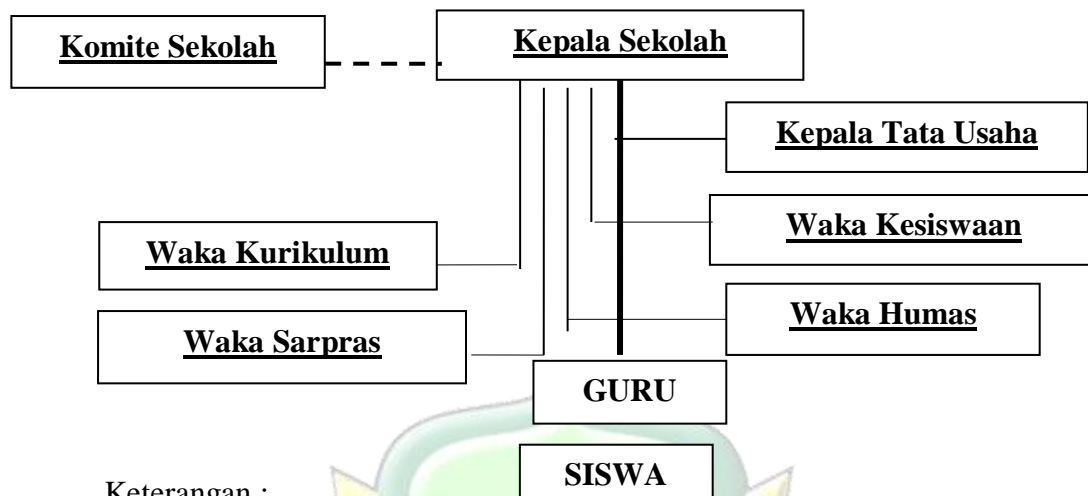 Komite Sekolah
Kepala Sekolah
Kepala Tata Usaha
Waka Kesiswaan
Waka Kurikulum
Waka Humas
Waka Sarpras
GURU
SISWA
Keterangan :